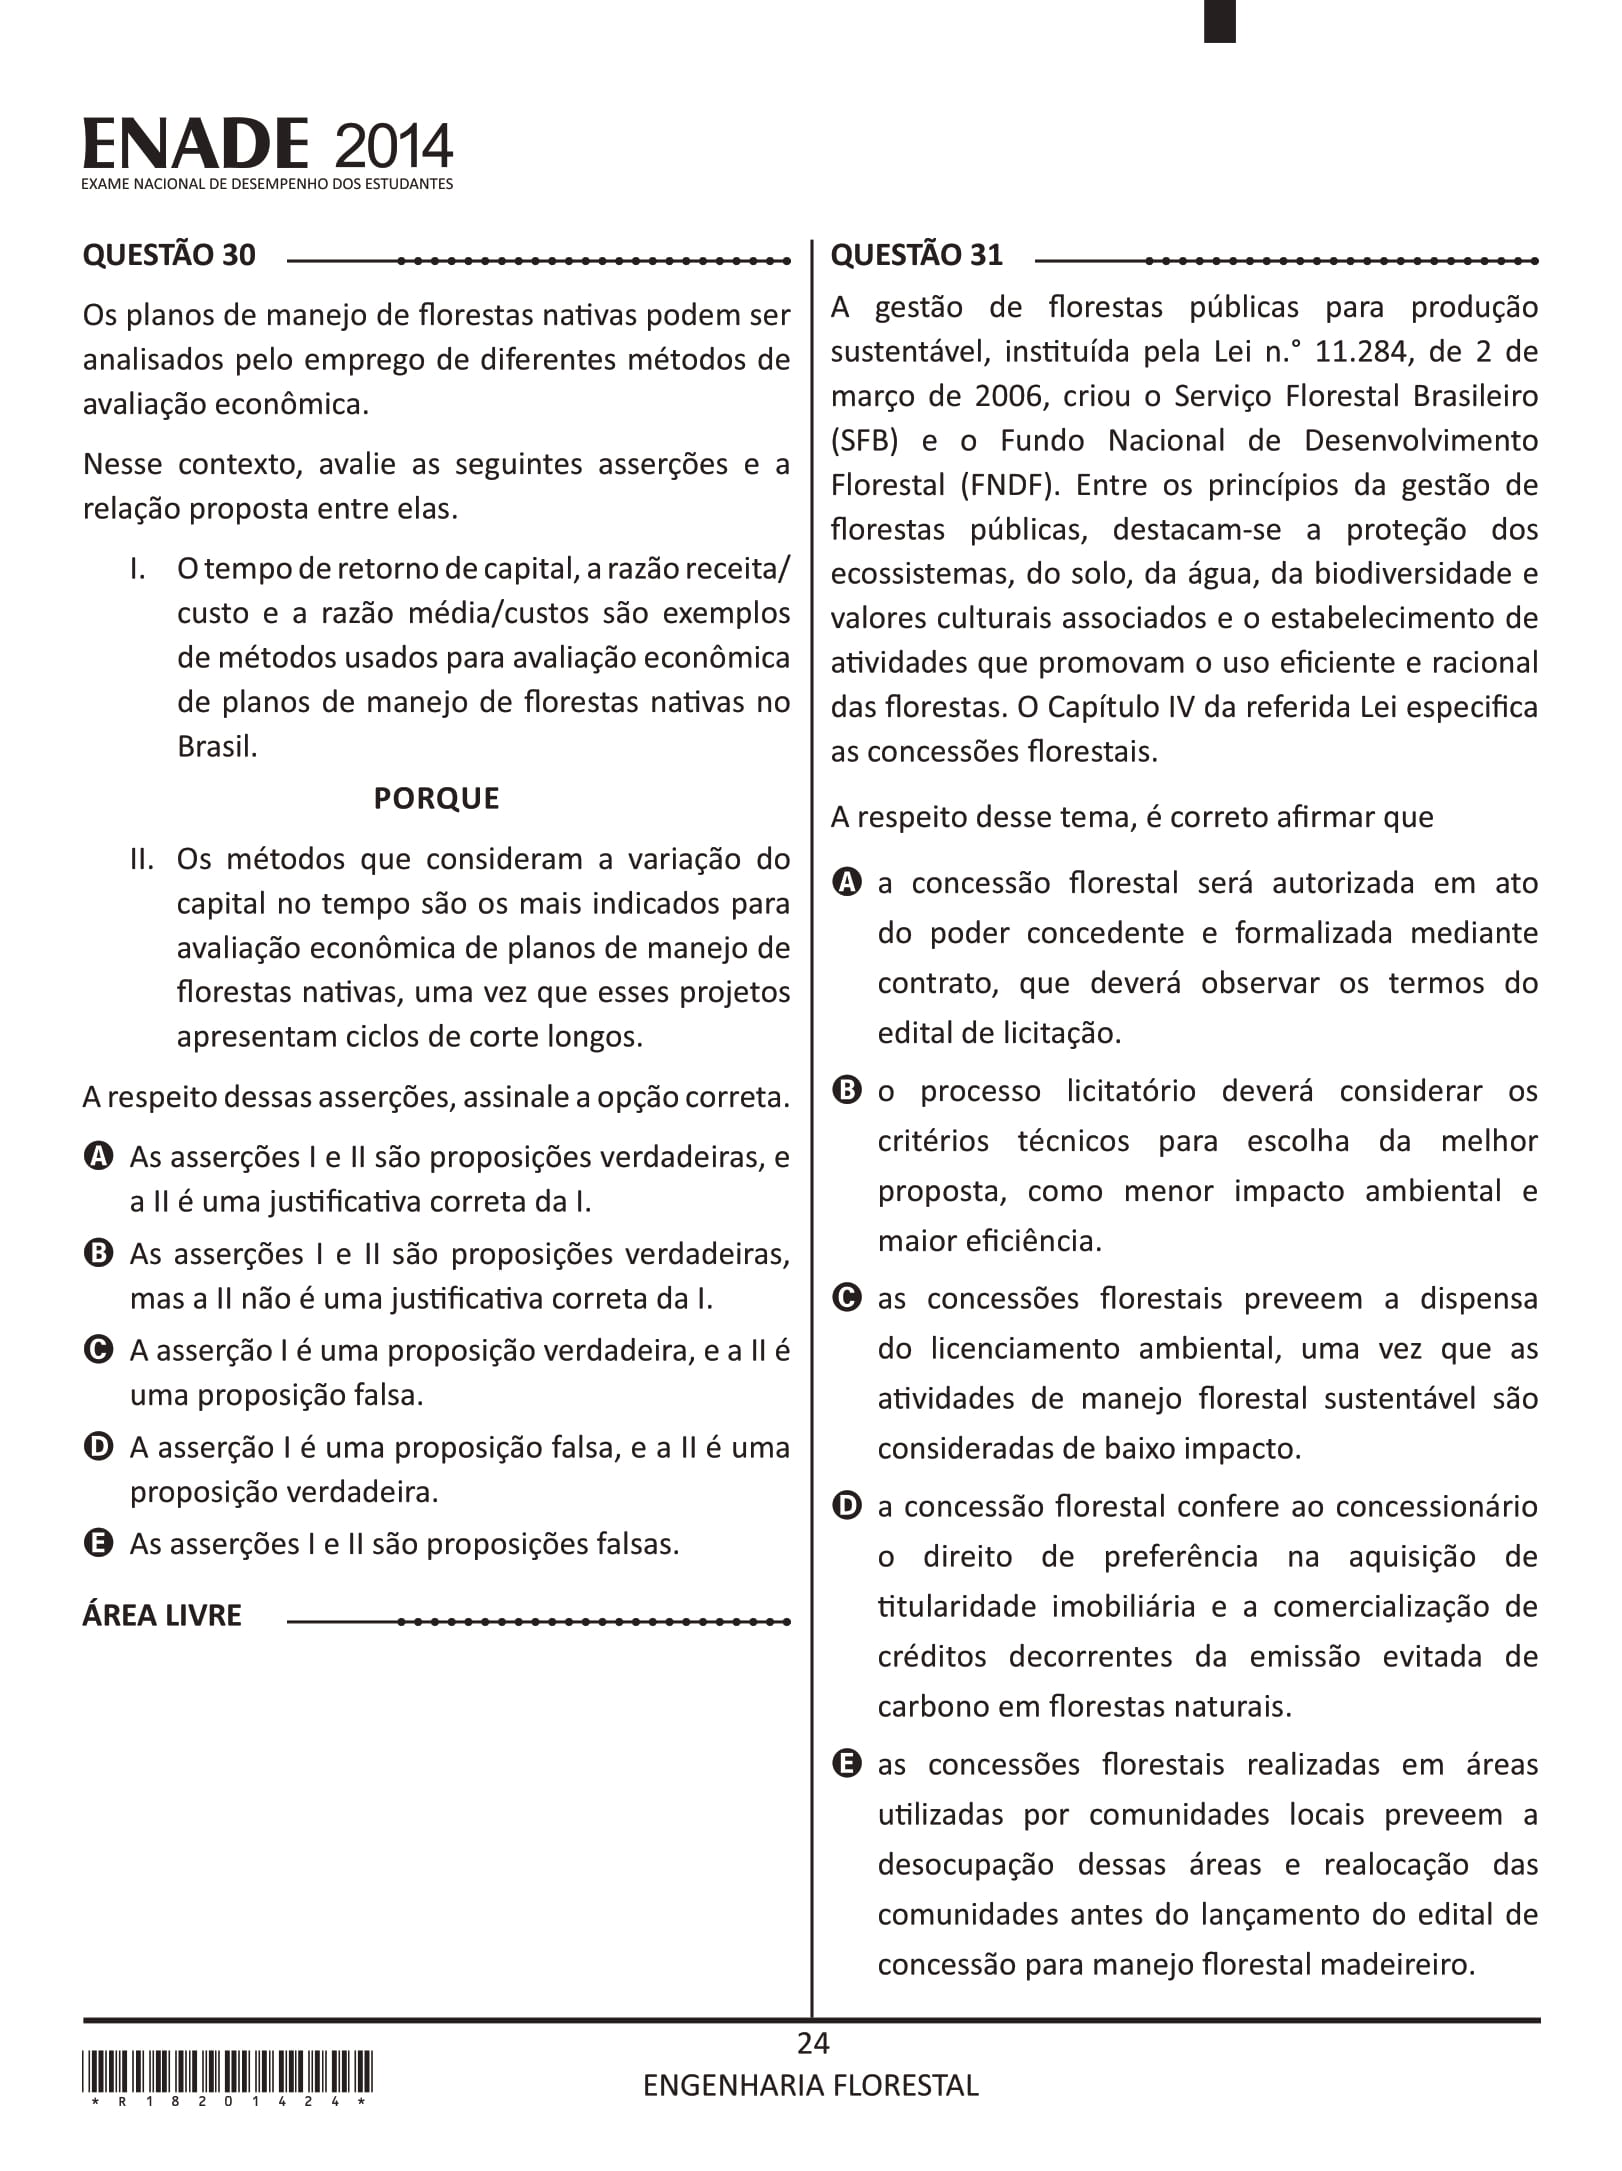 ENADE 2014
EXAME NACIONAL DE DESEMPENHO DOS ESTUDANTES
QUESTÃO 30
Os planos de manejo de florestas nativas podem ser
analisados pelo emprego de diferentes métodos de
avaliação econômica.
Nesse contexto, avalie as seguintes asserções e a
relação proposta entre elas.
I. O tempo de retorno de capital, a razão receita/
custo e a razão média/custos são exemplos
de métodos usados para avaliação econômica
de planos de manejo de florestas nativas no
Brasil.
PORQUE
II. Os métodos que consideram a variação do
capital no tempo são os mais indicados para
avaliação econômica de planos de manejo de
florestas nativas, uma vez que esses projetos
apresentam ciclos de corte longos.
A respeito dessas asserções, assinale a opção correta.
A As asserções I e II são proposições verdadeiras, e
a II é uma justificativa correta da I.
B As asserções I e II são proposições verdadeiras,
mas a II não é uma justificativa correta da I.
C A asserção I é uma proposição verdadeira, e a II é
uma proposição falsa.
D A asserção I é uma proposição falsa, e a II é uma
proposição verdadeira.
E As asserções I e II são proposições falsas.
ÁREA LIVRE
QUESTÃO 31
A gestão de florestas públicas para produção
sustentável, instituída pela Lei n.° 11.284, de 2 de
março de 2006, criou o Serviço Florestal Brasileiro
(SFB) e o Fundo Nacional de Desenvolvimento
Florestal (FNDF). Entre os princípios da gestão de
florestas públicas, destacam-se a proteção dos
ecossistemas, do solo, da água, da biodiversidade e
valores culturais associados e o estabelecimento de
atividades que promovam o uso eficiente e racional
das florestas. O Capítulo IV da referida Lei especifica
as concessões florestais.
A respeito desse tema, é correto afirmar que
A a concessão florestal será autorizada em ato
do poder concedente e formalizada mediante
contrato, que deverá observar os termos do
edital de licitação.
B o processo licitatório deverá considerar os
critérios técnicos para escolha da melhor
proposta, como menor impacto ambiental e
maior eficiência.
C as concessões florestais preveem a dispensa
do licenciamento ambiental, uma vez que as
atividades de manejo florestal sustentável são
consideradas de baixo impacto.
D a concessão florestal confere ao concessionário
o direito de preferência na aquisição de
titularidade imobiliária e a comercialização de
créditos decorrentes da emissão evitada de
carbono em florestas naturais.
E as concessões florestais realizadas em áreas
utilizadas por comunidades locais preveem a
desocupação dessas áreas e realocação das
comunidades antes do lançamento do edital de
concessão para manejo florestal madeireiro.
24
ENGENHARIA FLORESTAL
* R 1 8 2 0 1 4 2 4 *